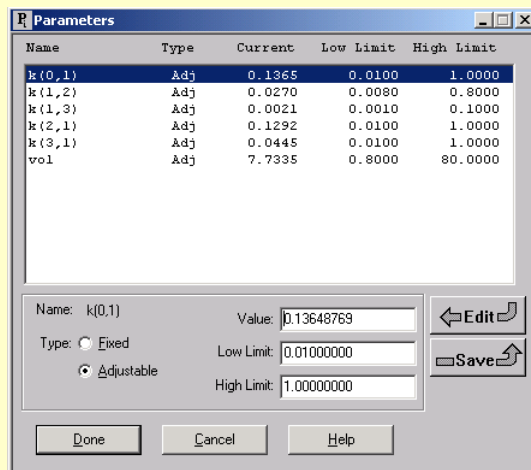 Parameters
Name Type Current Low Limit High Limit
k(0,1) Adj 0.1365 0.0100 1.0000
k(1,2) Adj 0.0270 0.0080 0.8000
k(1,3) Adj 0.0021 0.0010 0.1000
k(2,1) Adj 0.1292 0.0100 1.0000
k(3,1) Adj 0.0445 0.0100 1.0000
vol Adj 7.7335 0.8000 80.0000
Name: k(0,1)
Value: 0.13648769
Edit
Type: Fixed
Low Limit: 0.01000000
Save
Adjustable
High Limit: 1.00000000
Done Cancel Help